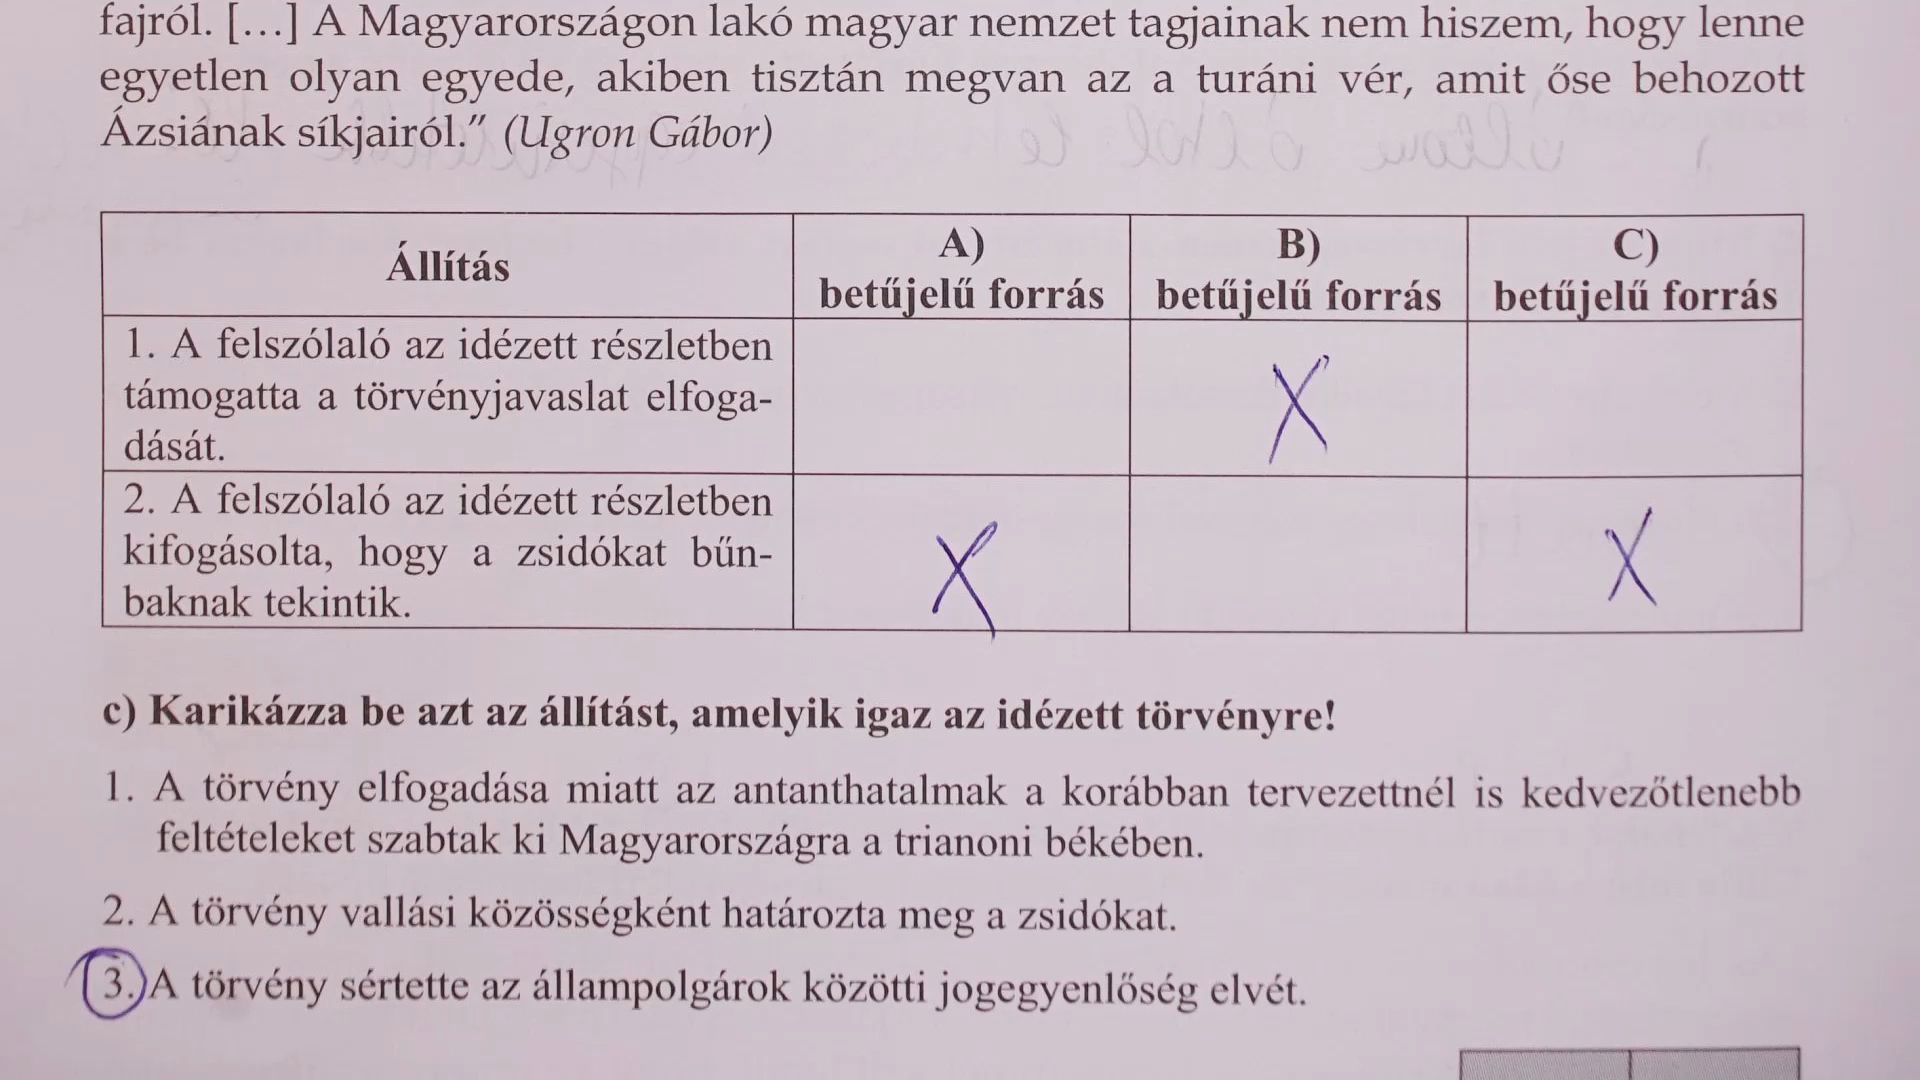 fajról. […] A Magyarországon lakó magyar nemzet tagjainak nem hiszem, hogy lenne
egyetlen olyan egyede, akiben tisztán megvan az a turáni vér, amit őse behozott
Ázsiának síkjairól.” (Ugron Gábor)
Állítás
A)
betűjelű forrás
B)
betűjelű forrás
C)
betűjelű forrás
1. A felszólaló az idézett részletben
támogatta a törvényjavaslat elfoga-
dását.
X
2. A felszólaló az idézett részletben
kifogásolta, hogy a zsidókat bűn-
baknak tekintik.
X
X
c) Karikázza be azt az állítást, amelyik igaz az idézett törvényre!
1. A törvény elfogadása miatt az antanthatalmak a korábban tervezettnél is kedvezőtlenebb
feltételeket szabtak ki Magyarországra a trianoni békében.
2. A törvény vallási közösségként határozta meg a zsidókat.
3. A törvény sértette az állampolgárok közötti jogegyenlőség elvét.